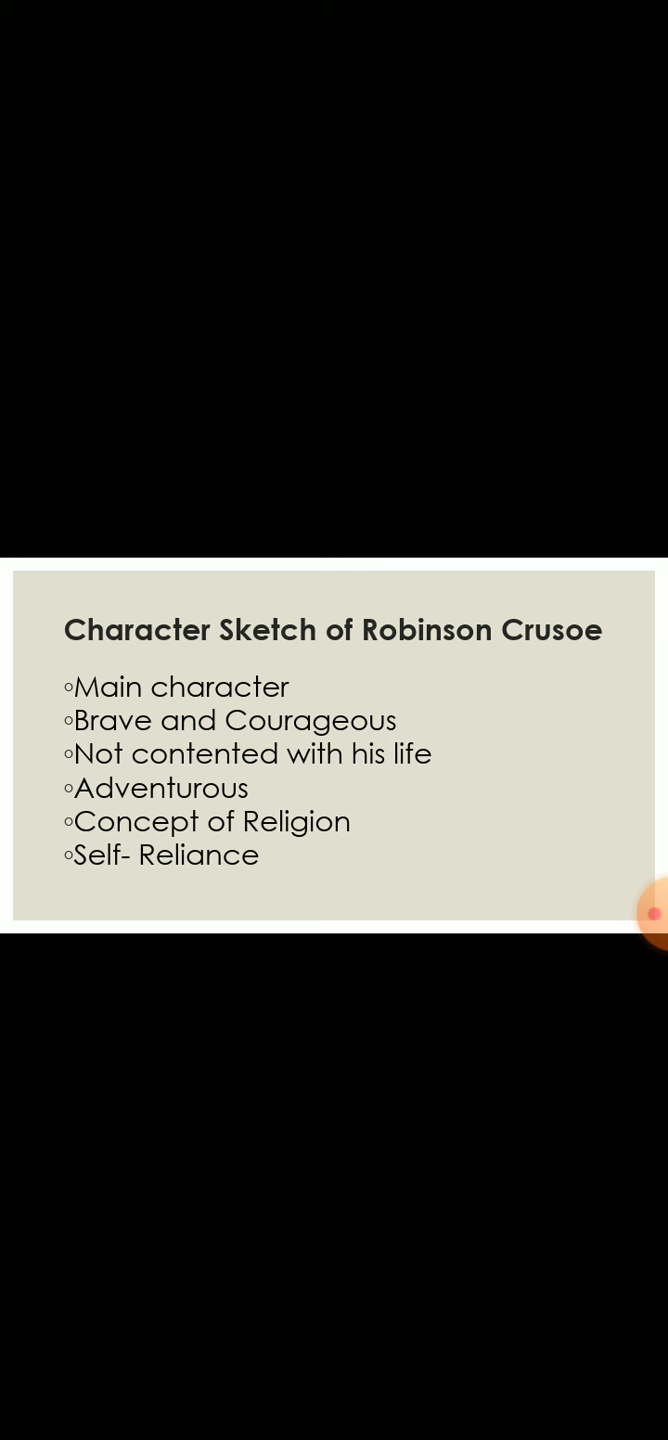 Character Sketch of Robinson Crusoe
◦Main character
◦Brave and Courageous
◦Not contented with his life
◦Adventurous
◦Concept of Religion
◦Self- Reliance